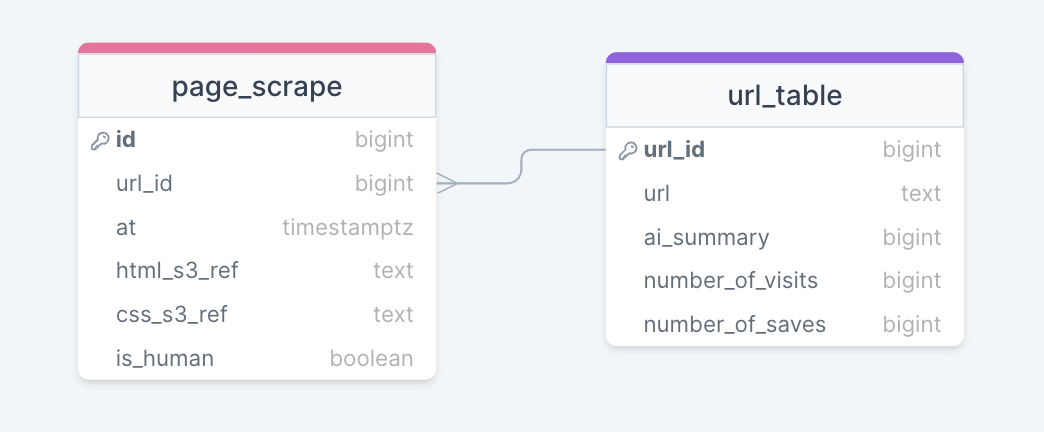 page_scrape
id bigint
url_id bigint
at timestamptz
html_s3_ref text
css_s3_ref text
is_human boolean
url_table
url_id bigint
url text
ai_summary bigint
number_of_visits bigint
number_of_saves bigint